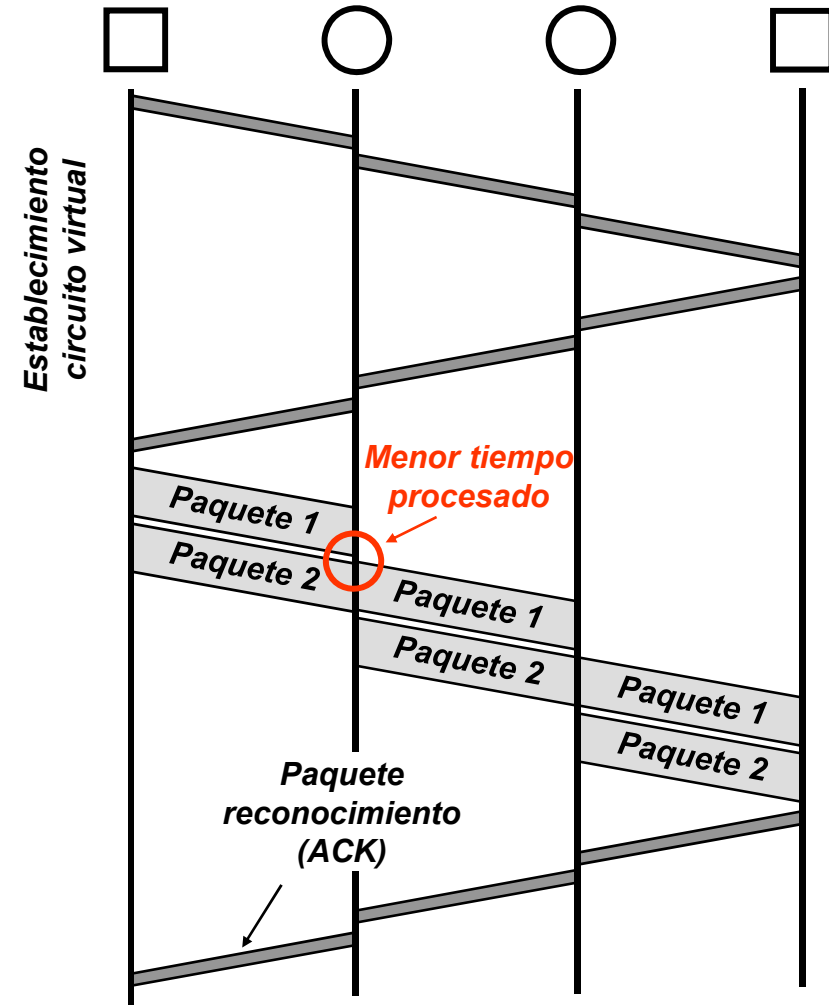 Establecimiento
circuito virtual
Menor tiempo
procesado
Paquete 1
Paquete 2
Paquete 1
Paquete 2
Paquete 1
Paquete 2
Paquete
reconocimiento
(ACK)